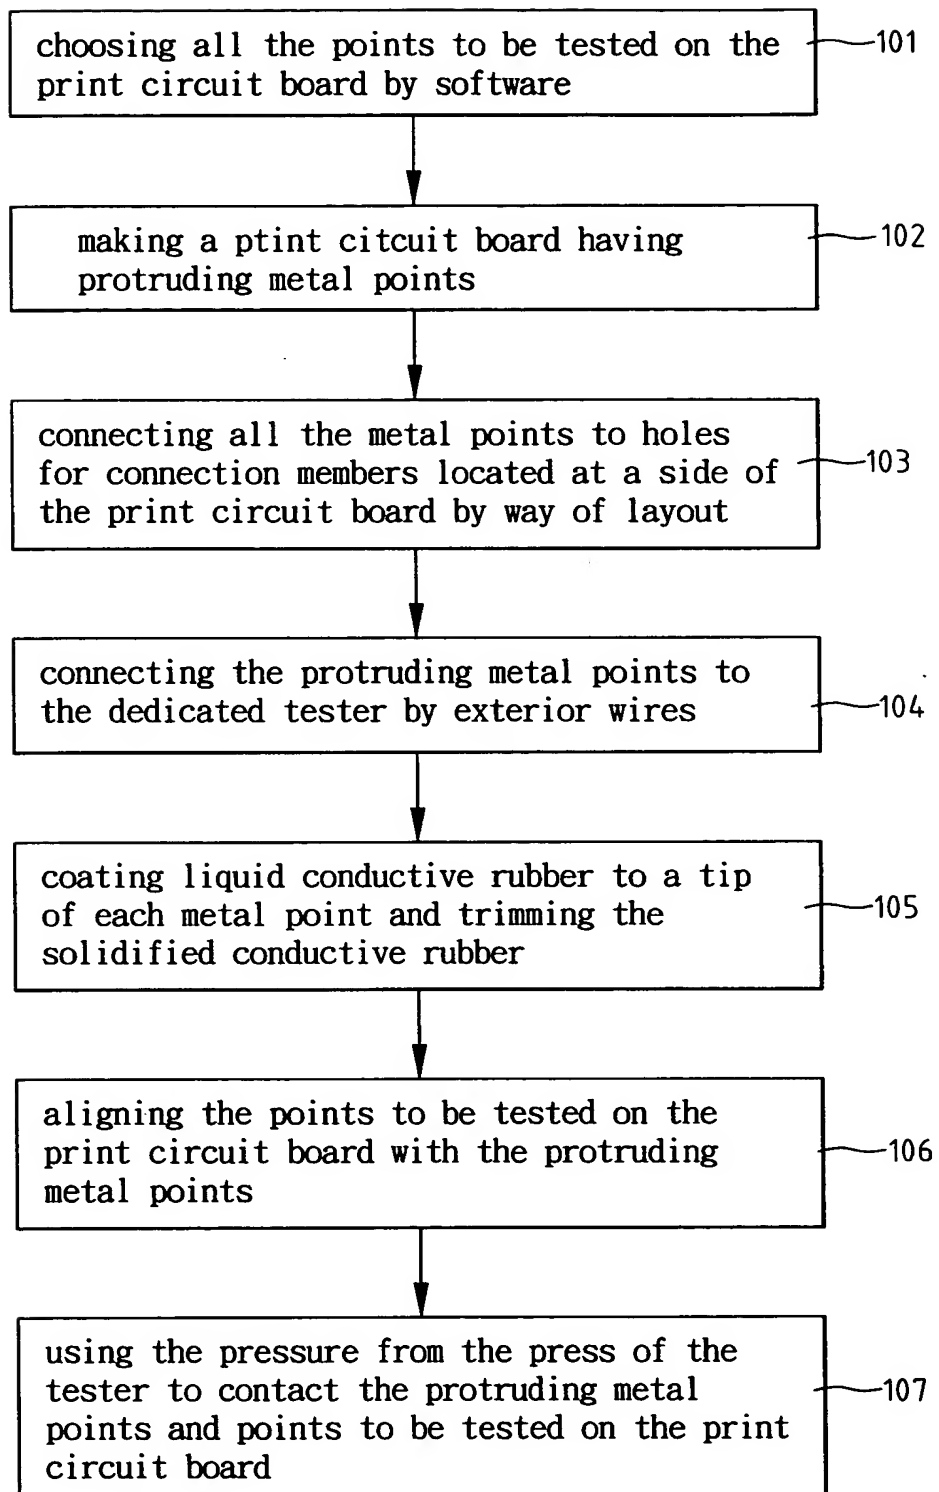 choosing all the points to be tested on the
print circuit board by software
101
making a ptint citcuit board having
protruding metal points
102
connecting all the metal points to holes
for connection members located at a side of
the print circuit board by way of layout
103
connecting the protruding metal points to
the dedicated tester by exterior wires
104
coating liquid conductive rubber to a tip
of each metal point and trimming the
solidified conductive rubber
105
aligning the points to be tested on the
print circuit board with the protruding
metal points
106
using the pressure from the press of the
tester to contact the protruding metal
points and points to be tested on the print
circuit board
107